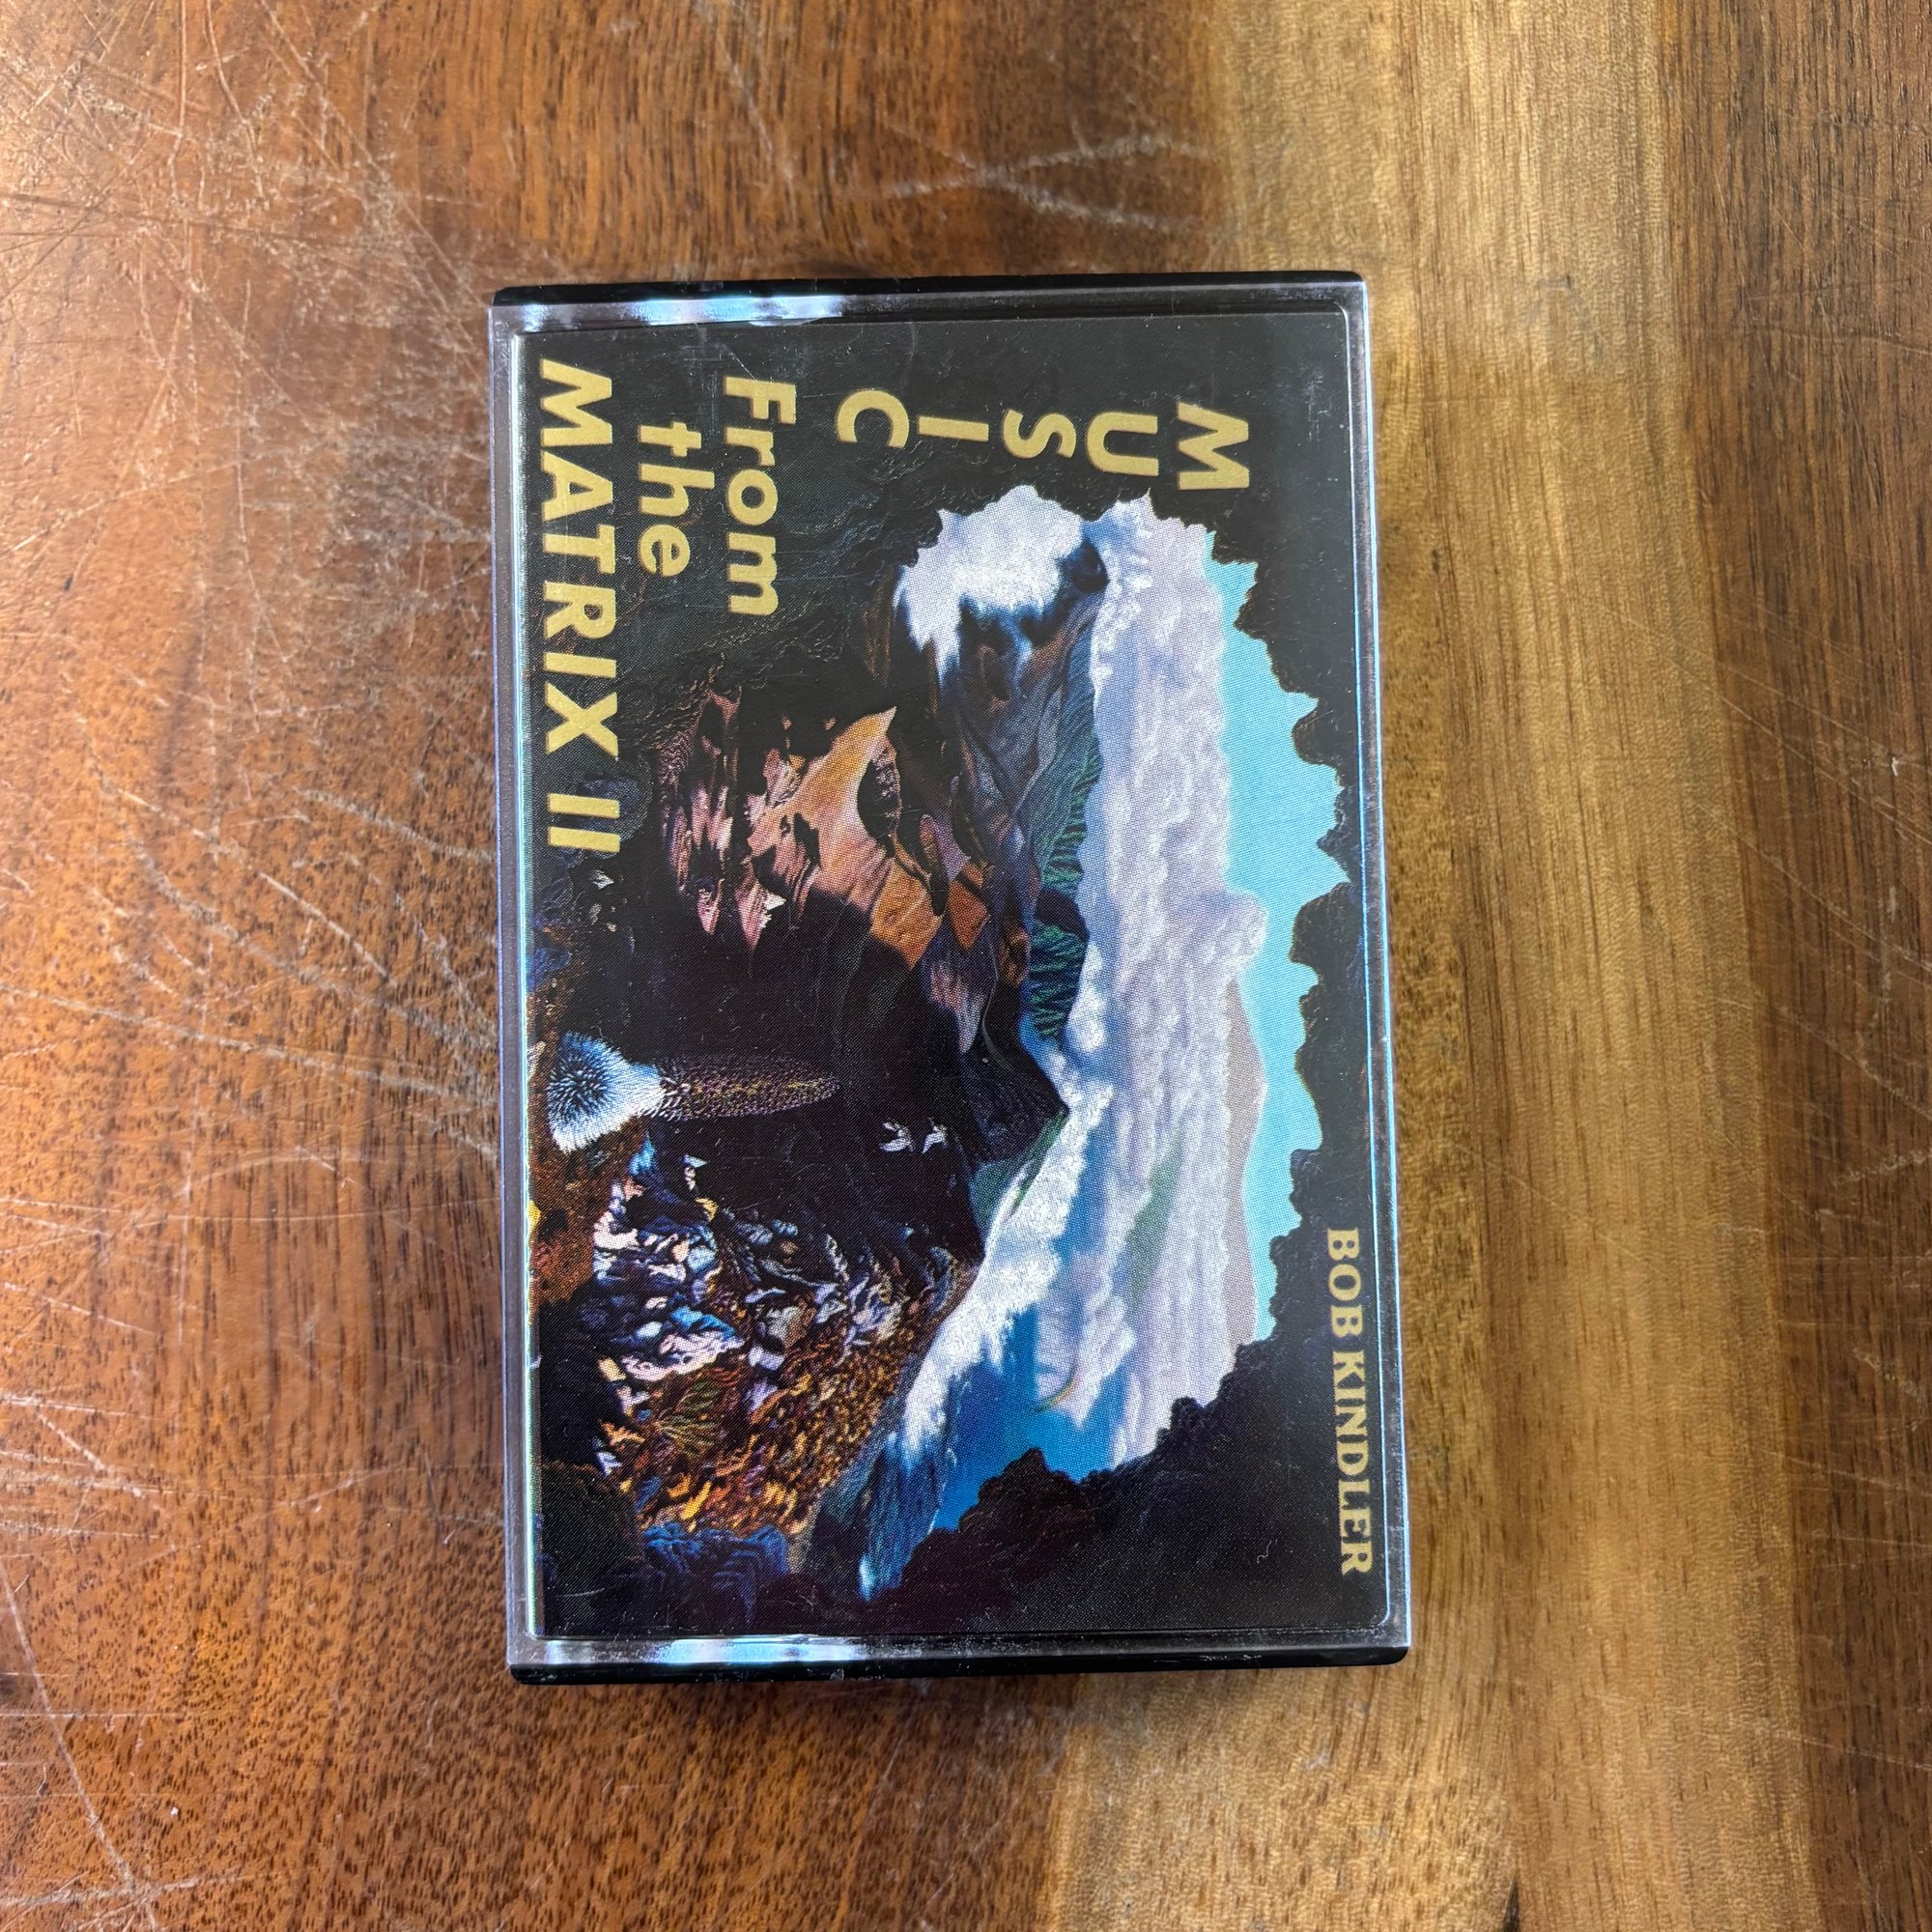 BOB KINDLER
M
U
S
I
C
From
the
MATRIX II